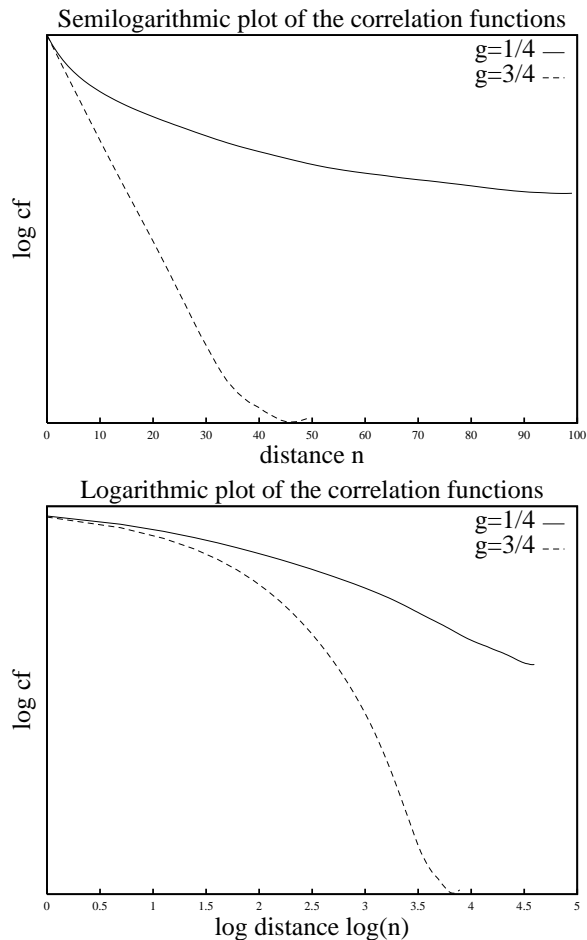 Semilogarithmic plot of the correlation functions
g=1/4
g=3/4
log cf
0 10 20 30 40 50 60 70 80 90 100
distance n
Logarithmic plot of the correlation functions
g=1/4
g=3/4
log cf
0 0.5 1 1.5 2 2.5 3 3.5 4 4.5 5
log distance log(n)